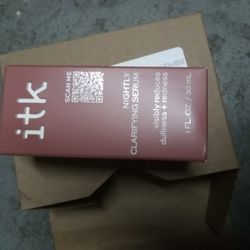 itk
SCAN ME
NIGHTLY
CLARIFYING SERUM
visibly reduces
dullness + redness
1 FL. OZ. / 30 mL